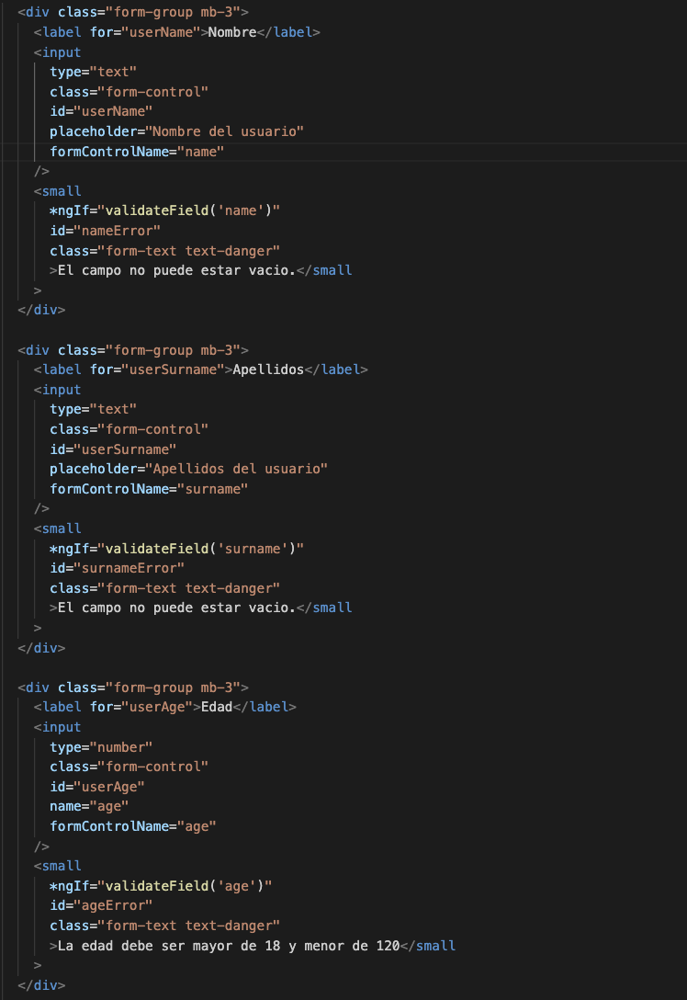 <div class="form-group mb-3">
<label for="userName">Nombre</label>
<input
type="text"
class="form-control"
id="userName"
placeholder="Nombre del usuario"
formControlName="name"
/>
<small
*ngIf="validateField('name')"
id="nameError"
class="form-text text-danger"
>El campo no puede estar vacio.</small
>
</div>
<div class="form-group mb-3">
<label for="userSurname">Apellidos</label>
<input
type="text"
class="form-control"
id="userSurname"
placeholder="Apellidos del usuario"
formControlName="surname"
/>
<small
*ngIf="validateField('surname')"
id="surnameError"
class="form-text text-danger"
>El campo no puede estar vacio.</small
>
</div>
<div class="form-group mb-3">
<label for="userAge">Edad</label>
<input
type="number"
class="form-control"
id="userAge"
name="age"
formControlName="age"
/>
<small
*ngIf="validateField('age')"
id="ageError"
class="form-text text-danger"
>La edad debe ser mayor de 18 y menor de 120</small
>
</div>